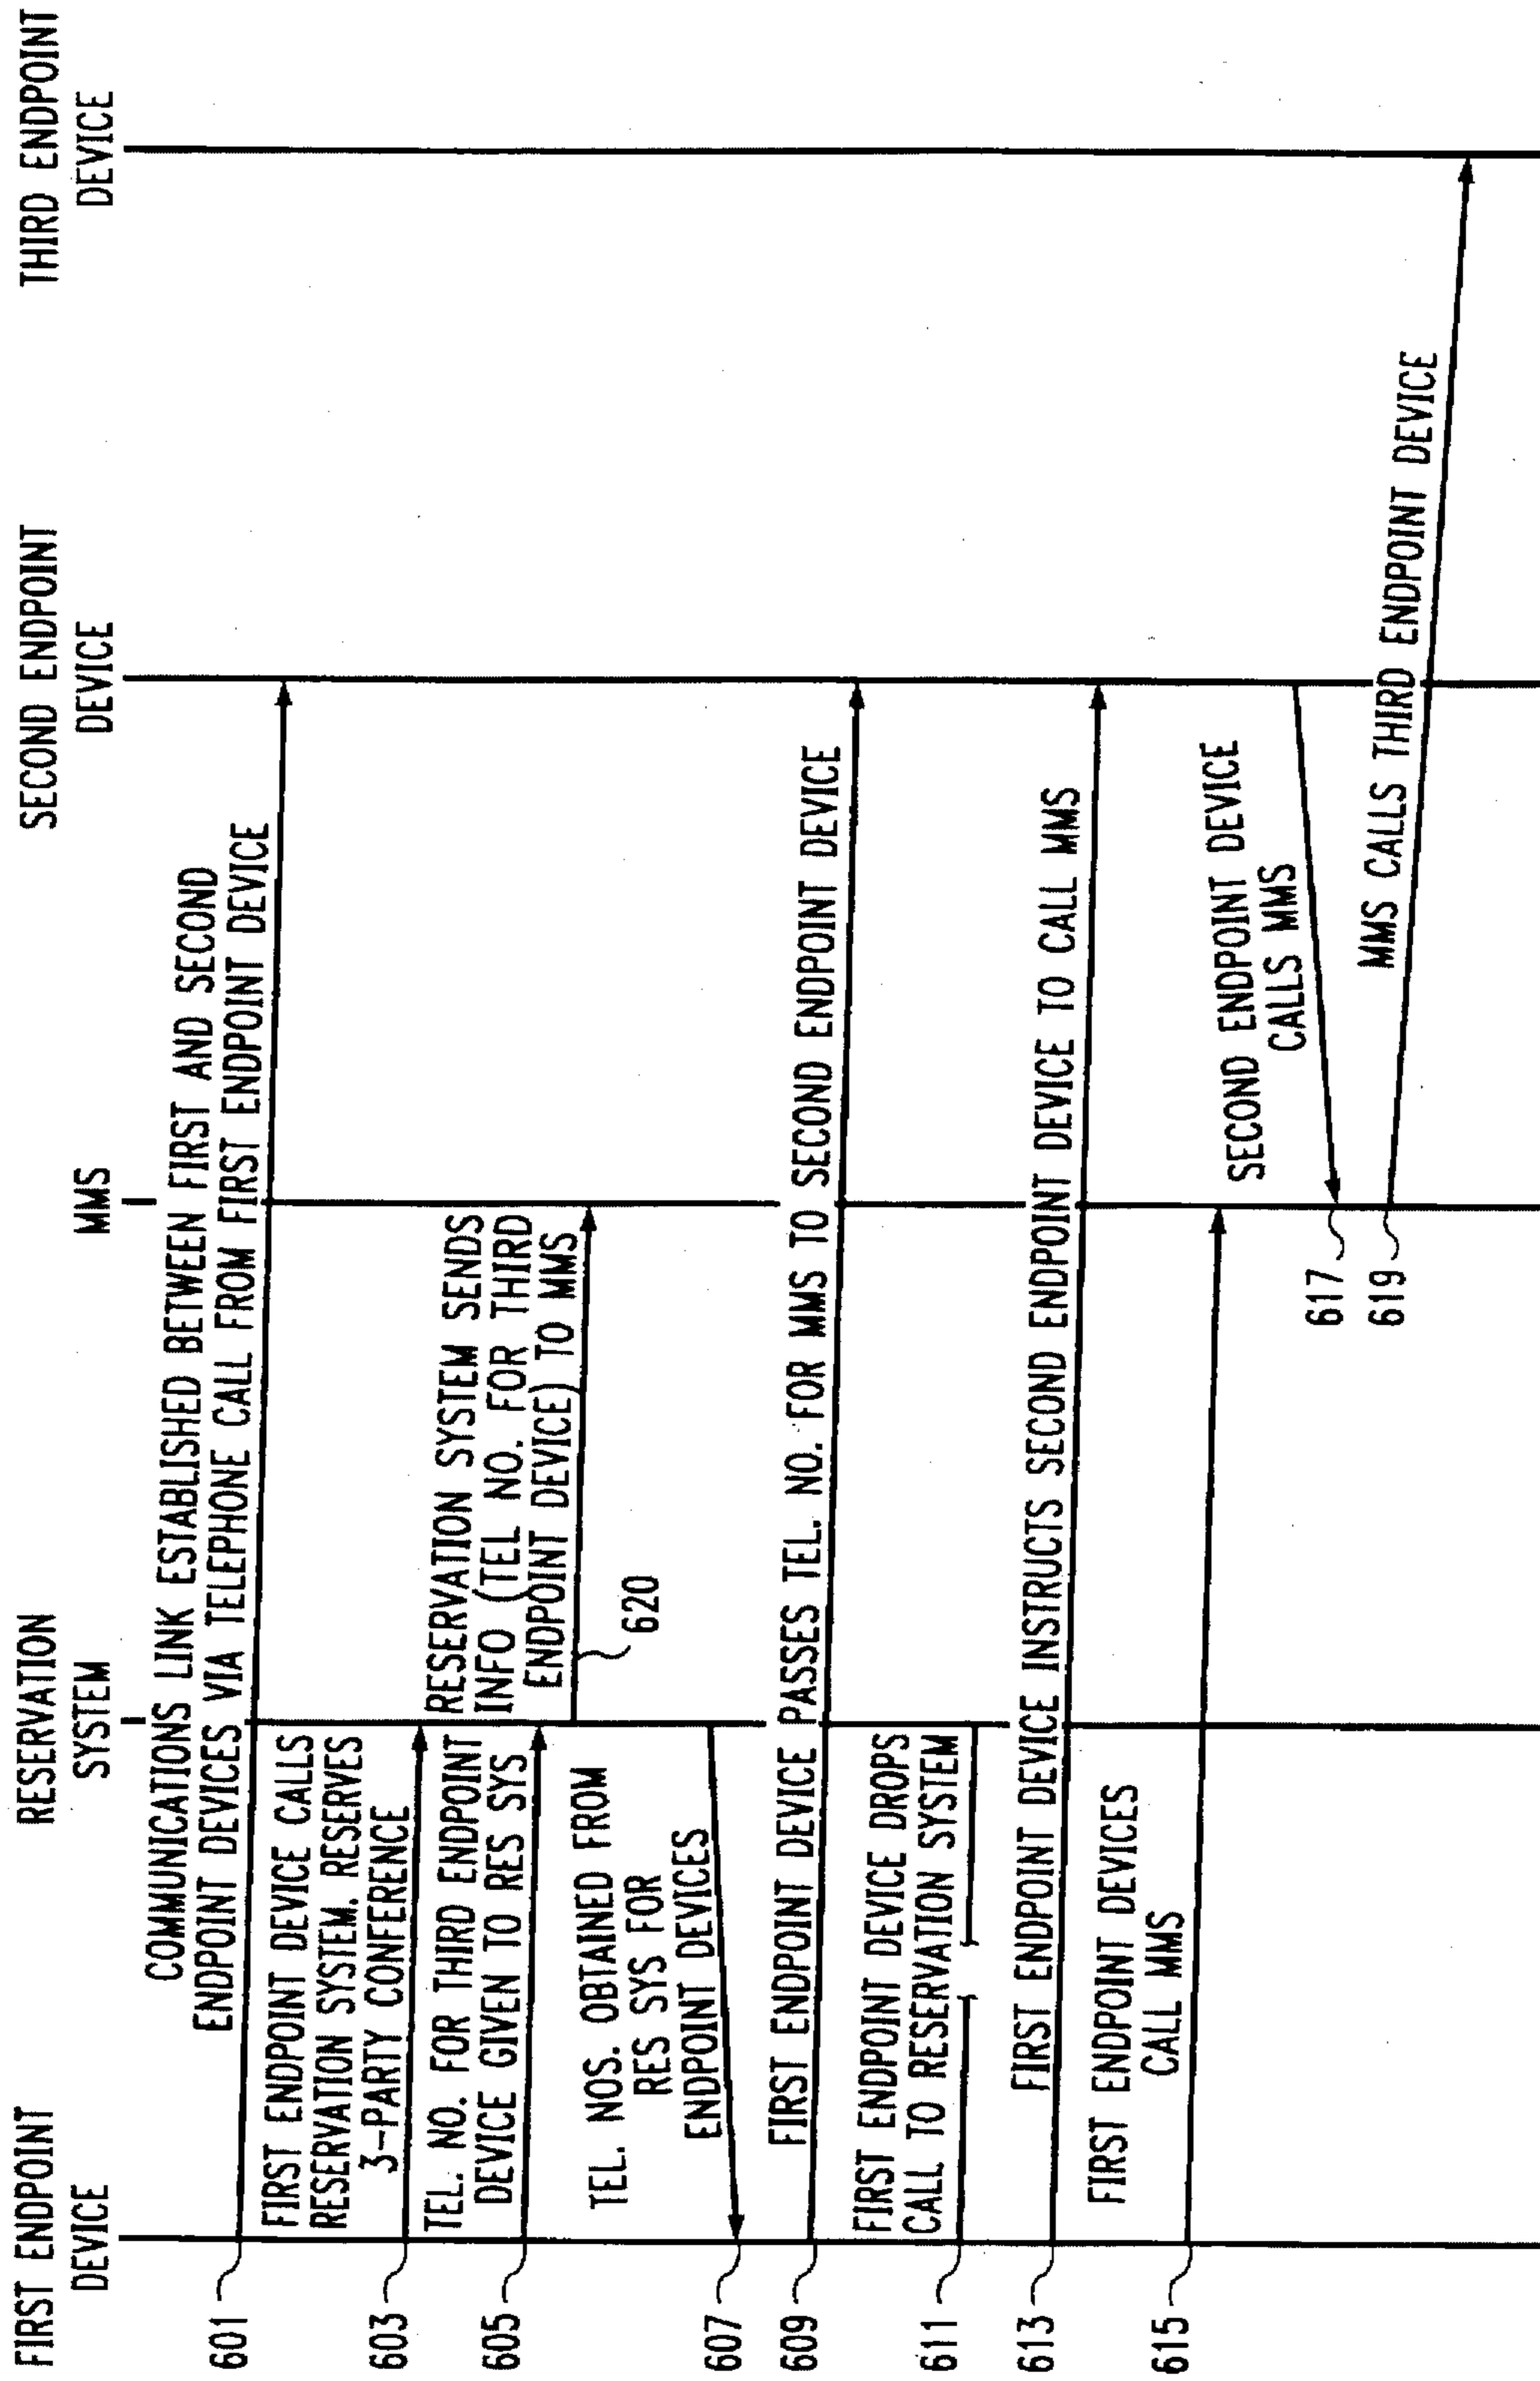 FIRST ENDPOINT
DEVICE
RESERVATION
SYSTEM
MMS
SECOND ENDPOINT
DEVICE
THIRD ENDPOINT
DEVICE
COMMUNICATIONS LINK ESTABLISHED BETWEEN FIRST AND SECOND
ENDPOINT DEVICES VIA TELEPHONE CALL FROM FIRST ENDPOINT DEVICE
601
FIRST ENDPOINT DEVICE CALLS
RESERVATION SYSTEM. RESERVES
3-PARTY CONFERENCE
603
TEL. NO. FOR THIRD ENDPOINT
DEVICE GIVEN TO RES SYS
605
RESERVATION SYSTEM SENDS
INFO (TEL NO. FOR THIRD
ENDPOINT DEVICE) TO MMS
620
TEL. NOS. OBTAINED FROM
RES SYS FOR
ENDPOINT DEVICES
607
FIRST ENDPOINT DEVICE PASSES TEL. NO. FOR MMS TO SECOND ENDPOINT DEVICE
609
FIRST ENDPOINT DEVICE DROPS
CALL TO RESERVATION SYSTEM
611
FIRST ENDPOINT DEVICE INSTRUCTS SECOND ENDPOINT DEVICE TO CALL MMS
613
FIRST ENDPOINT DEVICES
CALL MMS
615
SECOND ENDPOINT DEVICE
CALLS MMS
617
MMS CALLS THIRD ENDPOINT DEVICE
619